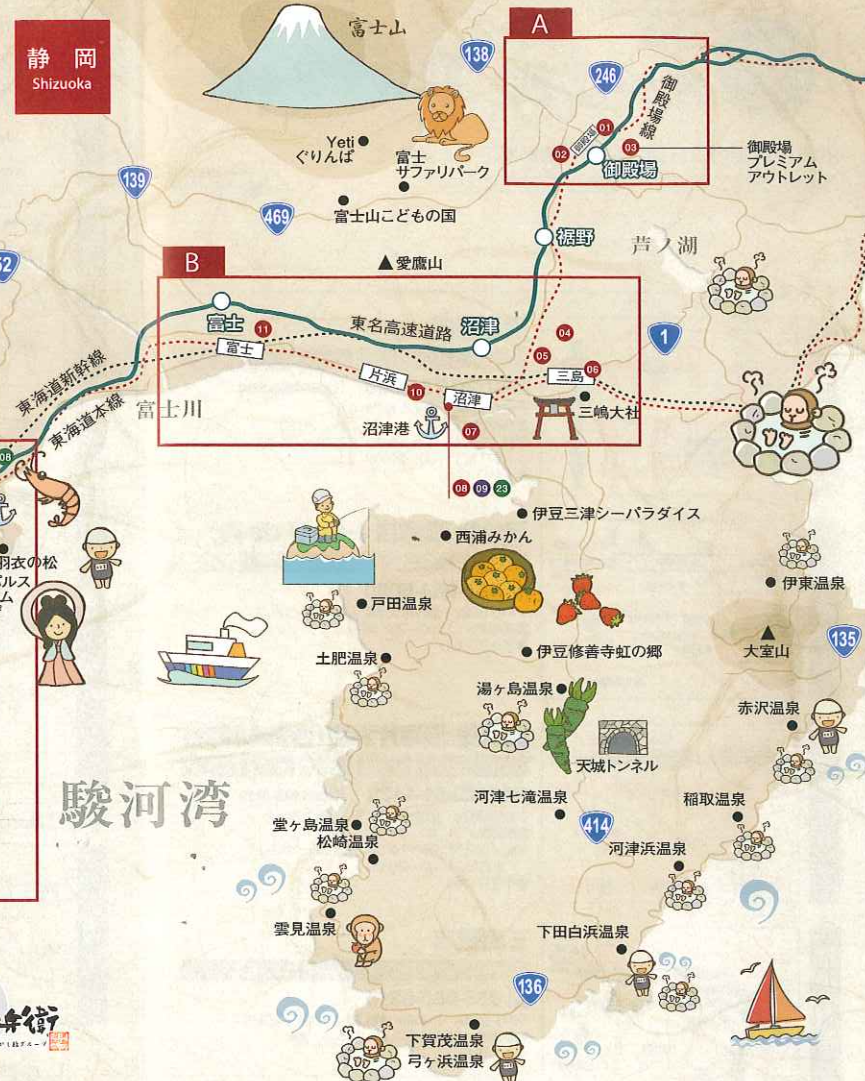 静岡
Shizuoka
富士山
138
A
246
御殿場線
01
御殿場
02
03
御殿場
御殿場
プレミアム
アウトレット
Yeti
ぐりんぱ
富士
サファリパーク
139
469
富士山こどもの国
裾野
芦ノ湖
52
B
▲愛鷹山
富士
11
富士
東名高速道路
沼津
04
05
06
1
三島
片浜
10
沼津
三嶋大社
東海道新幹線
東海道本線
富士川
沼津港
07
08
08
09
23
羽衣の松
伊豆三津シーパラダイス
西浦みかん
伊東温泉
戸田温泉
大室山
135
土肥温泉
伊豆修善寺虹の郷
湯ヶ島温泉
赤沢温泉
天城トンネル
駿河湾
河津七滝温泉
稲取温泉
堂ヶ島温泉
松崎温泉
414
河津浜温泉
雲見温泉
下田白浜温泉
136
下賀茂温泉
弓ヶ浜温泉